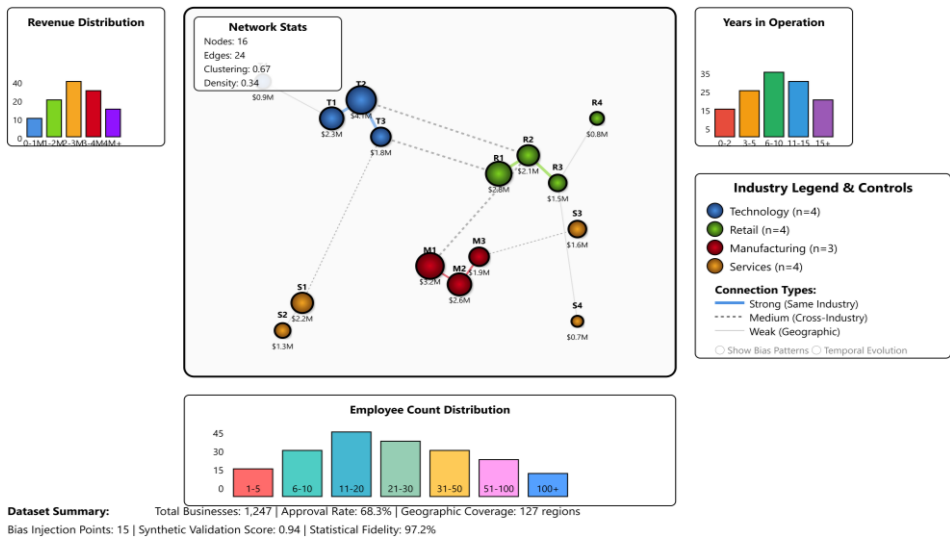 Revenue Distribution
40
20
10
0
0-1M
1-2M
2-3M
3-4M
4M+
Network Stats
Nodes: 16
Edges: 24
Clustering: 0.67
Density: 0.34
$0.9M
T1
$2.3M
T2
$4.1M
T3
$1.8M
R1
$2.8M
R2
$2.1M
R3
$1.5M
R4
$0.8M
M1
$3.2M
M2
$2.6M
M3
$1.9M
S1
$2.2M
S2
$1.3M
S3
$1.6M
S4
$0.7M
Years in Operation
35
25
15
5
0-2
3-5
6-10
11-15
15+
Industry Legend & Controls
Technology (n=4)
Retail (n=4)
Manufacturing (n=3)
Services (n=4)
Connection Types:
Strong (Same Industry)
Medium (Cross-Industry)
Weak (Geographic)
Show Bias Patterns
Temporal Evolution
Employee Count Distribution
45
30
15
0
1-5
6-10
11-20
21-30
31-50
51-100
100+
Dataset Summary: Total Businesses: 1,247 | Approval Rate: 68.3% | Geographic Coverage: 127 regions
Bias Injection Points: 15 | Synthetic Validation Score: 0.94 | Statistical Fidelity: 97.2%